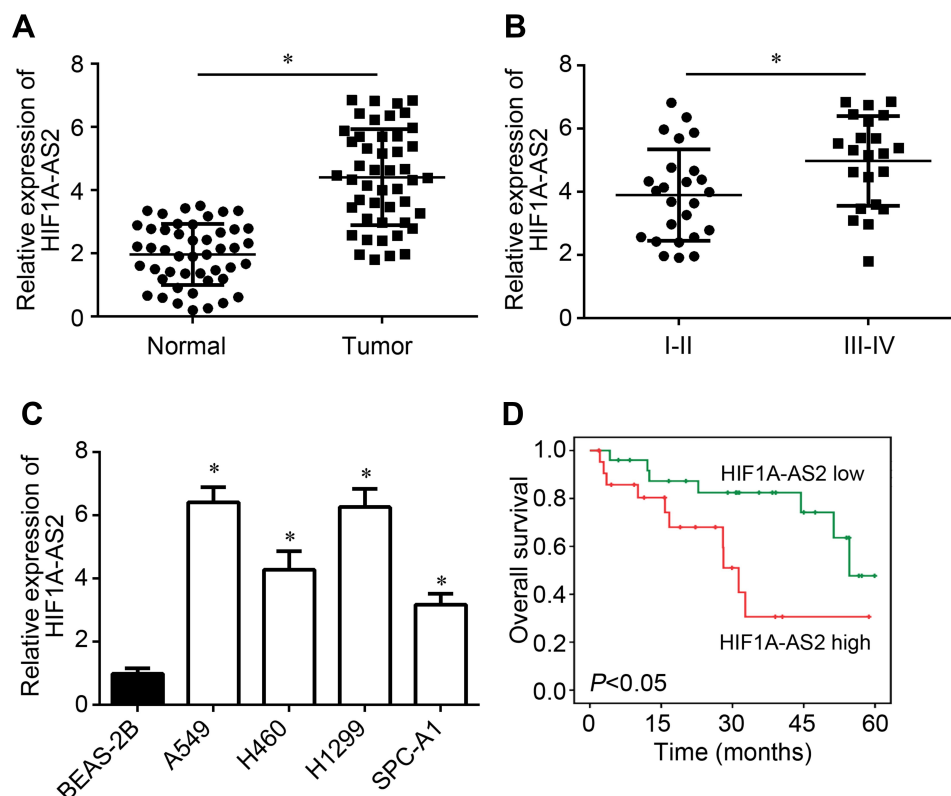 A
Relative expression of
HIF1A-AS2
8
6
4
2
0
*
Normal
Tumor
B
Relative expression of
HIF1A-AS2
8
6
4
2
0
*
I-II
III-IV
C
Relative expression of
HIF1A-AS2
8
6
4
2
0
*
*
*
*
BEAS-2B
A549
H460
H1299
SPC-A1
D
Overall survival
1.0
0.8
0.6
0.4
0.2
0.0
HIF1A-AS2 low
HIF1A-AS2 high
P<0.05
0
15
30
45
60
Time (months)